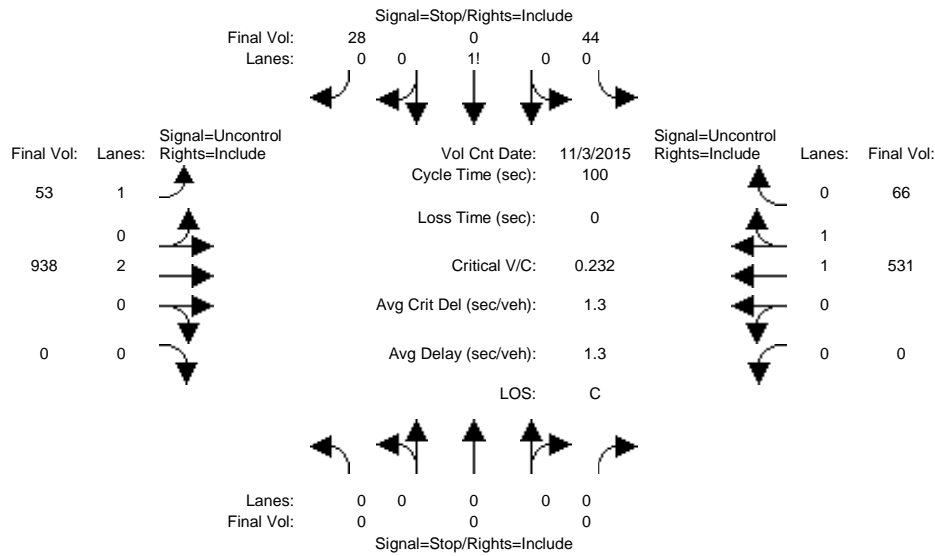 Signal=Stop/Rights=Include
Final Vol: 28 0 44
Lanes: 0 0 1! 0 0
Signal=Uncontrol
Final Vol: Lanes: Rights=Include
Vol Cnt Date: 11/3/2015
Signal=Uncontrol
Rights=Include Lanes: Final Vol:
Cycle Time (sec): 100
53 1
0 66
Loss Time (sec): 0
0
1
938 2
Critical V/C: 0.232
1 531
0
Avg Crit Del (sec/veh): 1.3
0
0 0
Avg Delay (sec/veh): 1.3
0 0
LOS: C
Lanes: 0 0 0 0 0
Final Vol: 0 0 0
Signal=Stop/Rights=Include